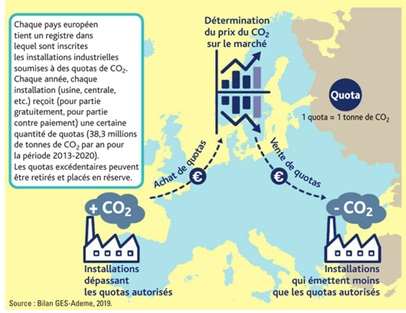 Chaque pays européen
tient un registre dans
lequel sont inscrites
les installations industrielles
soumises à des quotas de CO₂.
Chaque année, chaque
installation (usine, centrale,
etc.) reçoit (pour partie
gratuitement, pour partie
contre paiement) une certaine
quantité de quotas (38,3 millions
de tonnes de CO₂ par an pour
la période 2013-2020).
Les quotas excédentaires peuvent
être retirés et placés en réserve.
Détermination
du prix du CO₂
sur le marché
Quota
1 quota = 1 tonne de CO₂
Achat de quotas
€
Vente de quotas
€
+ CO₂
- CO₂
Installations
dépassant
les quotas autorisés
Installations
qui émettent moins
que les quotas autorisés
Source : Bilan GES-Ademe, 2019.